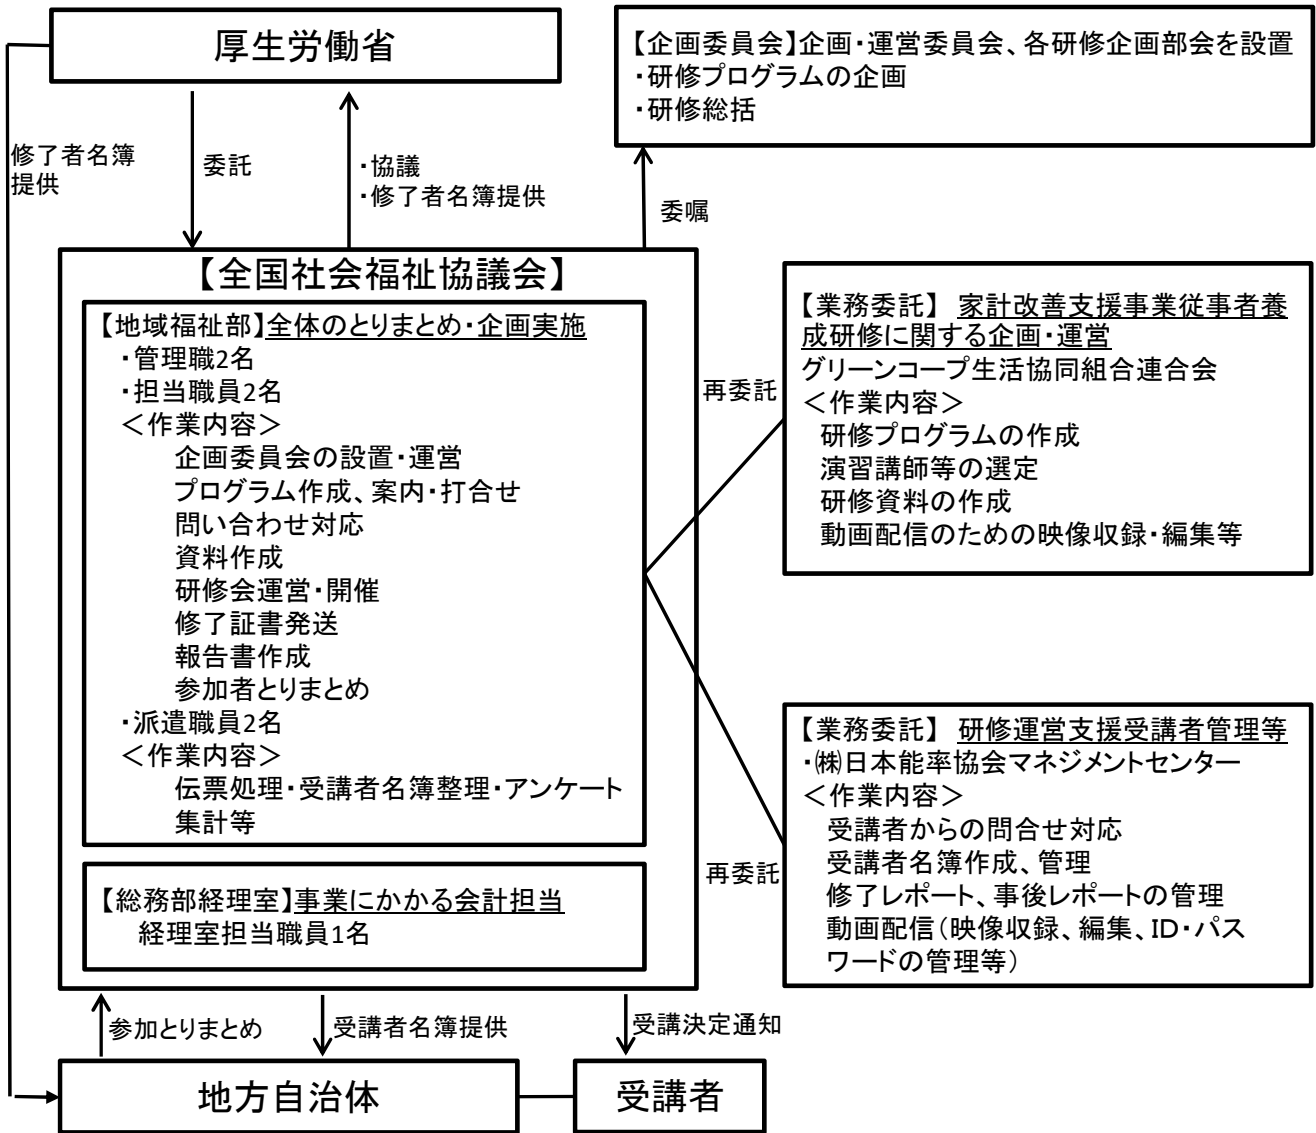 厚生労働省
【企画委員会】企画・運営委員会、各研修企画部会を設置
・研修プログラムの企画
・研修総括
修了者名簿
提供
委託
・協議
・修了者名簿提供
委嘱
【全国社会福祉協議会】
【地域福祉部】全体のとりまとめ・企画実施
・管理職2名
・担当職員2名
＜作業内容＞
企画委員会の設置・運営
プログラム作成、案内・打合せ
問い合わせ対応
資料作成
研修会運営・開催
修了証書発送
報告書作成
参加者とりまとめ
・派遣職員2名
＜作業内容＞
伝票処理・受講者名簿整理・アンケート
集計等
【総務部経理室】事業にかかる会計担当
経理室担当職員1名
再委託
【業務委託】 家計改善支援事業従事者養
成研修に関する企画・運営
グリーンコープ生活協同組合連合会
＜作業内容＞
研修プログラムの作成
演習講師等の選定
研修資料の作成
動画配信のための映像収録・編集等
再委託
【業務委託】 研修運営支援受講者管理等
・㈱日本能率協会マネジメントセンター
＜作業内容＞
受講者からの問合せ対応
受講者名簿作成、管理
修了レポート、事後レポートの管理
動画配信（映像収録、編集、ID・パス
ワードの管理等）
参加とりまとめ
受講者名簿提供
受講決定通知
地方自治体
受講者